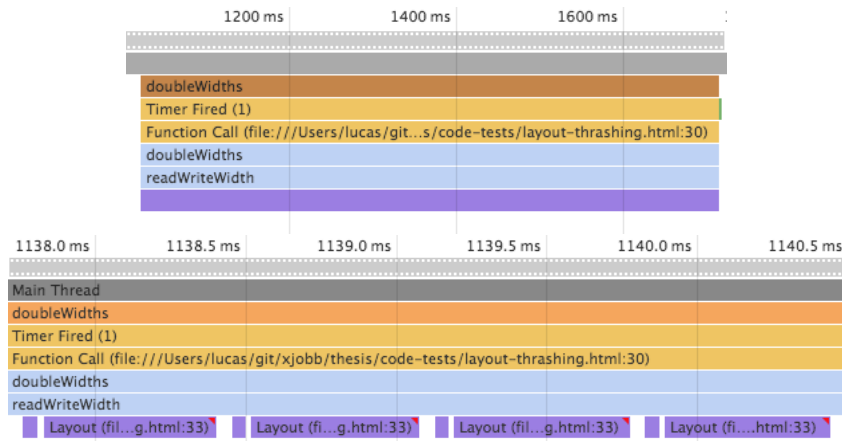 1200 ms 1400 ms 1600 ms
doubleWidths
Timer Fired (1)
Function Call (file:///Users/lucas/git...s/code-tests/layout-thrashing.html:30)
doubleWidths
readWriteWidth
1138.0 ms 1138.5 ms 1139.0 ms 1139.5 ms 1140.0 ms 1140.5 ms
Main Thread
doubleWidths
Timer Fired (1)
Function Call (file:///Users/lucas/git/xjobb/thesis/code-tests/layout-thrashing.html:30)
doubleWidths
readWriteWidth
Layout (fil...g.html:33) Layout (fi...g.html:33) Layout (fil...g.html:33) Layout (fi....html:33)